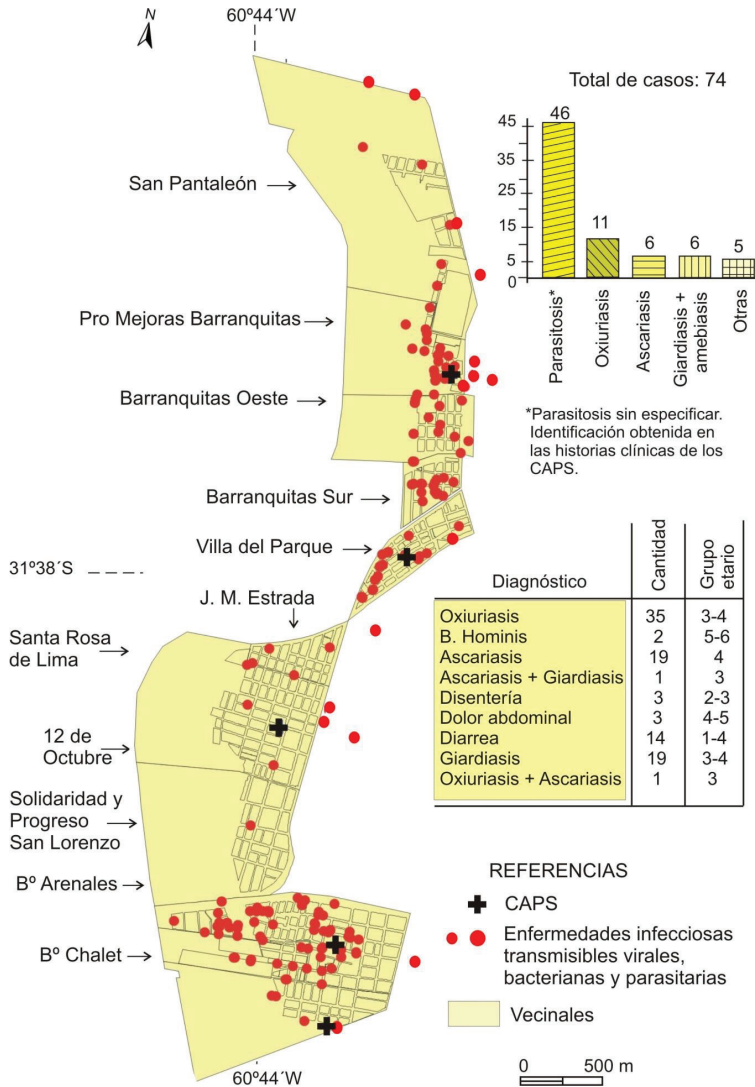 N
60º44´W
Total de casos: 74
45
35
25
15
5
0
46
11
6
6
5
Parasitosis*
Oxiuriasis
Ascariasis
Giardiasis +
amebiasis
Otras
*Parasitosis sin especificar.
Identificación obtenida en
las historias clínicas de los
CAPS.
San Pantaleón
Pro Mejoras Barranquitas
Barranquitas Oeste
Barranquitas Sur
Villa del Parque
31º38´S
J. M. Estrada
Santa Rosa
de Lima
12 de
Octubre
Solidaridad y
Progreso
San Lorenzo
Bº Arenales
Bº Chalet
Diagnóstico Cantidad Grupo etario
Oxiuriasis 35 3-4
B. Hominis 2 5-6
Ascariasis 19 4
Ascariasis + Giardiasis 1 3
Disentería 3 2-3
Dolor abdominal 3 4-5
Diarrea 14 1-4
Giardiasis 19 3-4
Oxiuriasis + Ascariasis 1 3
REFERENCIAS
CAPS
Enfermedades infecciosas
transmisibles virales,
bacterianas y parasitarias
Vecinales
0 500 m
60º44´W